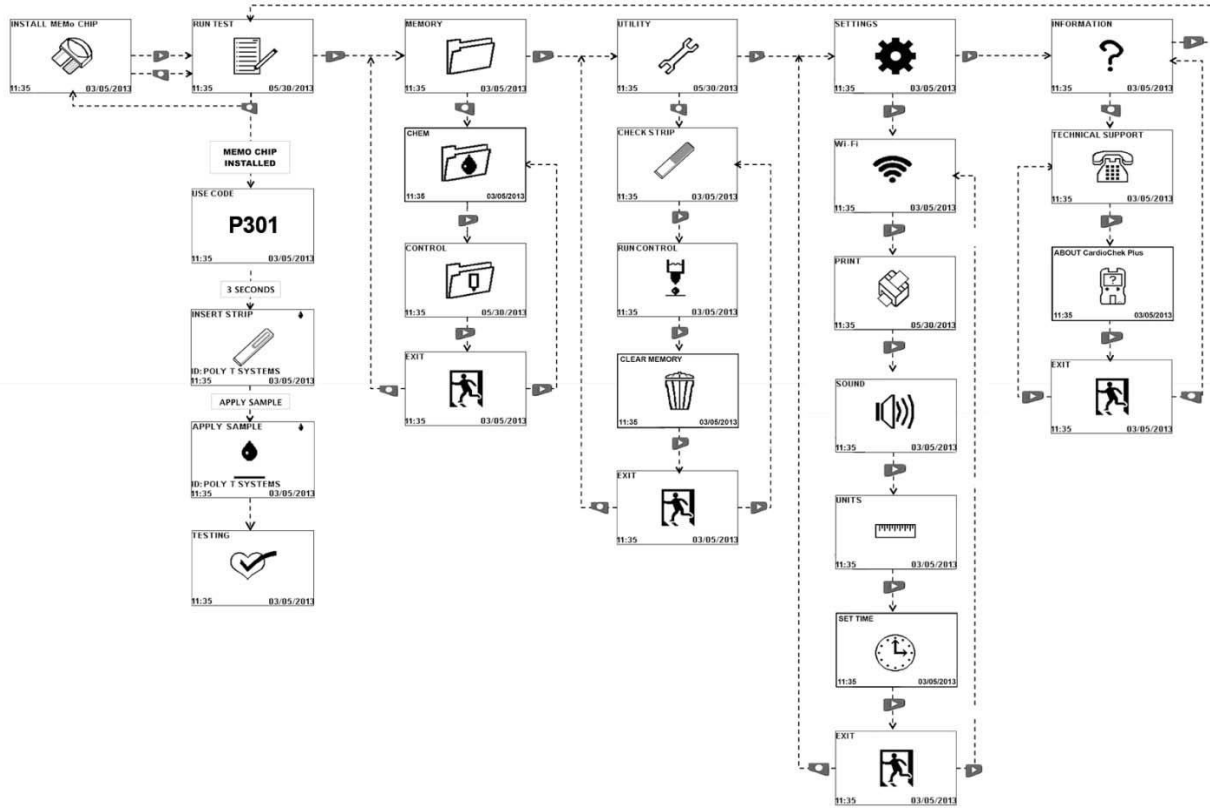 INSTALL MEMo CHIP
11:35 03/05/2013
RUN TEST
11:35 05/30/2013
MEMO CHIP
INSTALLED
USE CODE
P301
11:35 03/05/2013
3 SECONDS
INSERT STRIP
ID: POLY T SYSTEMS
11:35 03/05/2013
APPLY SAMPLE
APPLY SAMPLE
ID: POLY T SYSTEMS
11:35 03/05/2013
TESTING
11:35 03/05/2013
MEMORY
11:35 03/05/2013
CHEM
11:35 03/05/2013
CONTROL
11:35 05/30/2013
EXIT
11:35 03/05/2013
UTILITY
11:35 05/30/2013
CHECK STRIP
11:35 03/05/2013
RUN CONTROL
11:35 03/05/2013
CLEAR MEMORY
11:35 03/05/2013
EXIT
11:35 03/05/2013
SETTINGS
11:35 03/05/2013
Wi-Fi
11:35 03/05/2013
PRINT
11:35 05/30/2013
SOUND
11:35 03/05/2013
UNITS
11:35 03/05/2013
SET TIME
11:35 03/05/2013
EXIT
11:35 03/05/2013
INFORMATION
?
11:35 03/05/2013
TECHNICAL SUPPORT
11:35 03/05/2013
ABOUT CardioChek Plus
?
11:35 03/05/2013
EXIT
11:35 03/05/2013